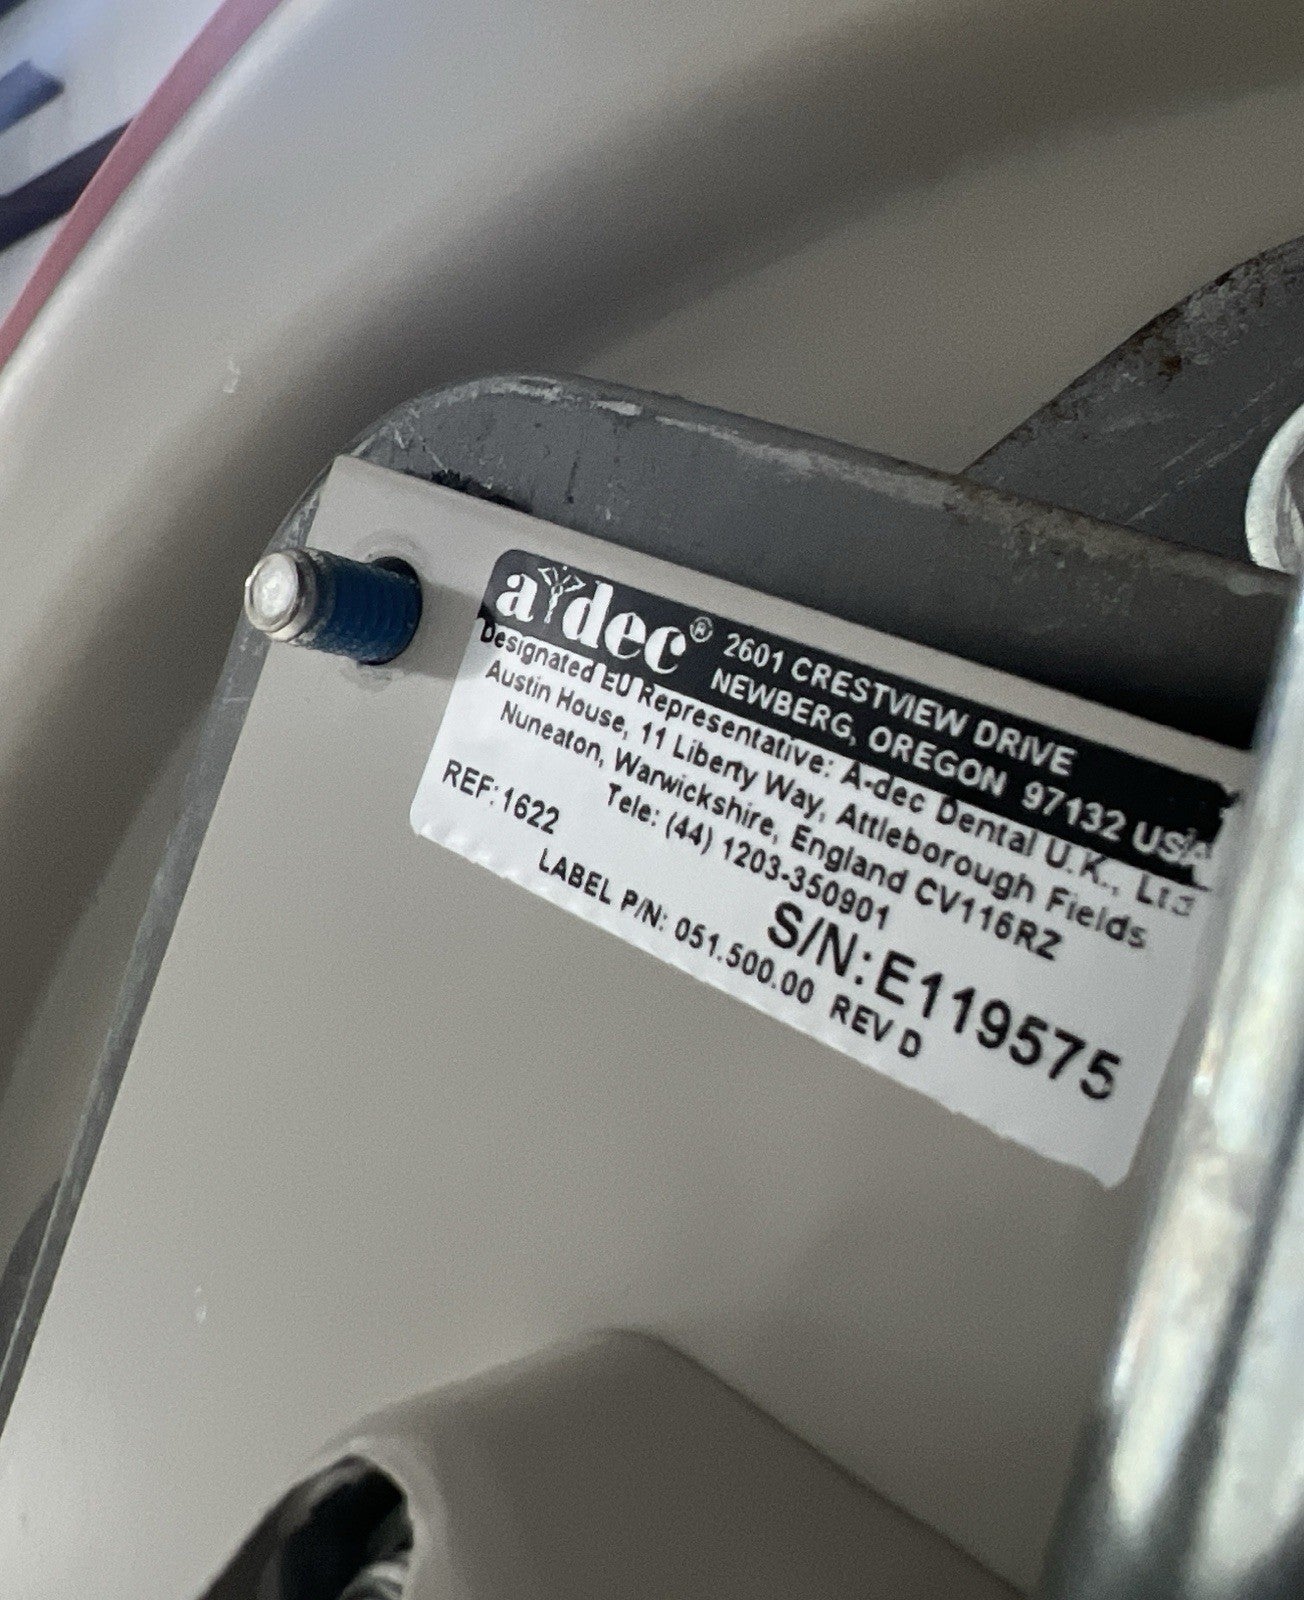 a dec® 2601 CRESTVIEW DRIVE
NEWBERG, OREGON 97132 USA
Designated EU Representative: A-dec Dental U.K., Ltd
Austin House, 11 Liberty Way, Attleborough Fields
Nuneaton, Warwickshire, England CV116RZ
Tele: (44) 1203-350901
REF: 1622
S/N: E119575
LABEL P/N: 051.500.00 REV D